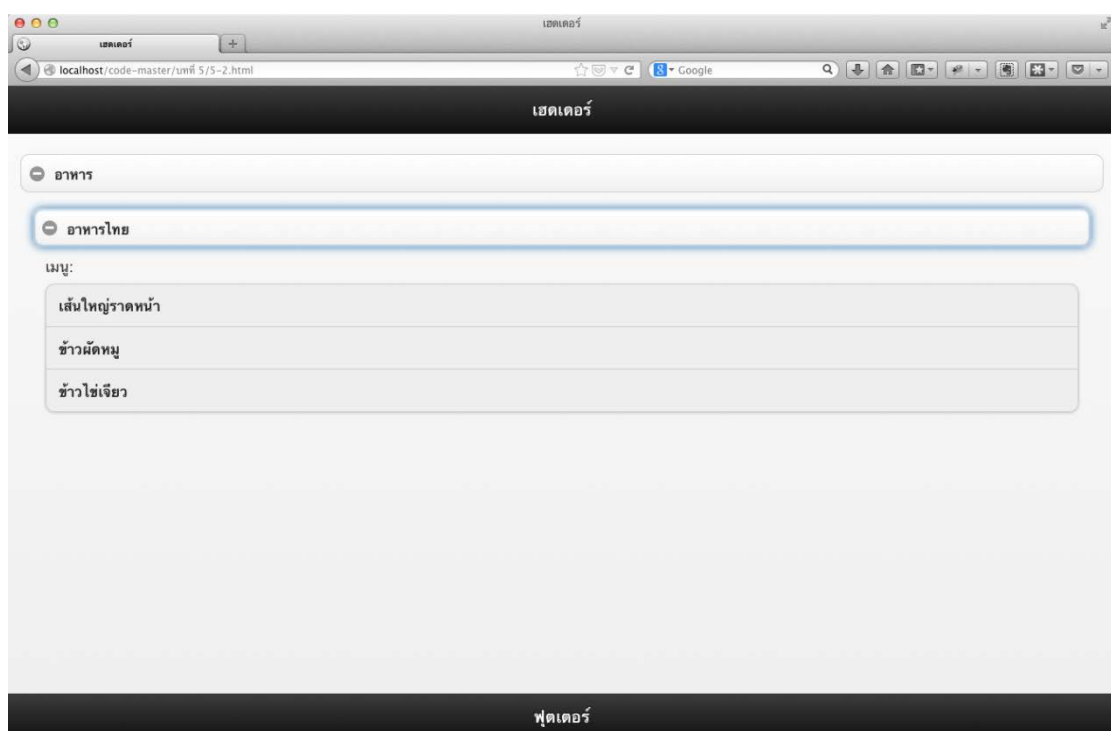 เฮดเดอร์
เฮดเดอร์
localhost/code-master/บทที่ 5/5-2.html
Google
เฮดเดอร์
อาหาร
อาหารไทย
เมนู:
เส้นใหญ่ราดหน้า
ข้าวผัดหมู
ข้าวไข่เจียว
ฟุตเตอร์